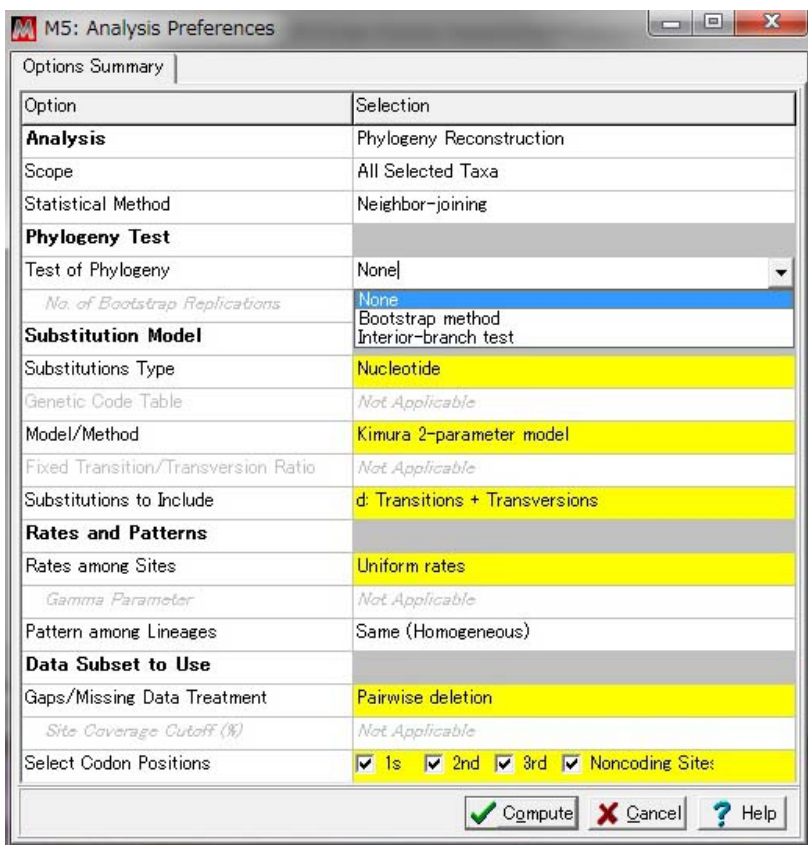 M5: Analysis Preferences
Options Summary
Option Selection
Analysis Phylogeny Reconstruction
Scope All Selected Taxa
Statistical Method Neighbor-joining
Phylogeny Test
Test of Phylogeny None
No. of Bootstrap Replications None
Bootstrap method
Substitution Model Interior-branch test
Substitutions Type Nucleotide
Genetic Code Table Not Applicable
Model/Method Kimura 2-parameter model
Fixed Transition/Transversion Ratio Not Applicable
Substitutions to Include d: Transitions + Transversions
Rates and Patterns
Rates among Sites Uniform rates
Gamma Parameter Not Applicable
Pattern among Lineages Same (Homogeneous)
Data Subset to Use
Gaps/Missing Data Treatment Pairwise deletion
Site Coverage Cutoff (%) Not Applicable
Select Codon Positions 1s 2nd 3rd Noncoding Sites
Compute Cancel Help